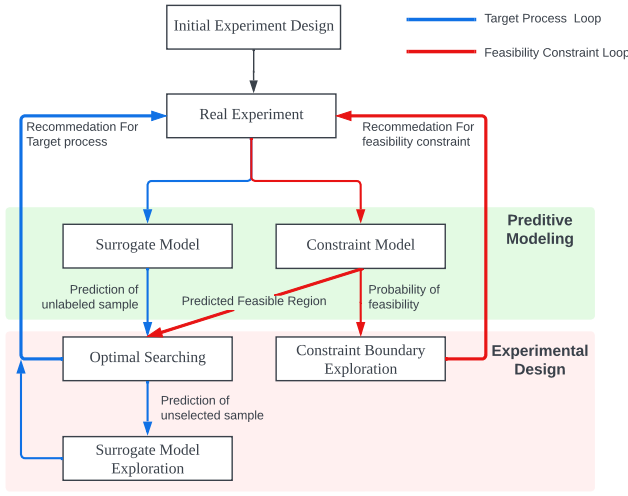 Initial Experiment Design
Target Process Loop
Feasibility Constraint Loop
Real Experiment
Recommedation For
Target process
Recommedation For
feasibility constraint
Preditive
Modeling
Surrogate Model
Constraint Model
Prediction of
unlabeled sample
Predicted Feasible Region
Probability of
feasibility
Optimal Searching
Constraint Boundary
Exploration
Experimental
Design
Prediction of
unselected sample
Surrogate Model
Exploration